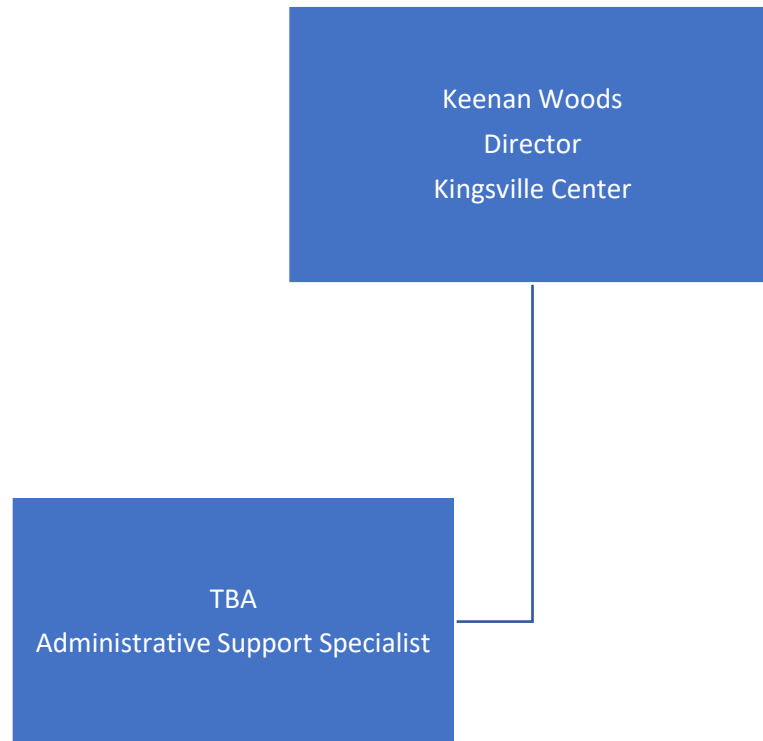 Keenan Woods
Director
Kingsville Center
TBA
Administrative Support Specialist